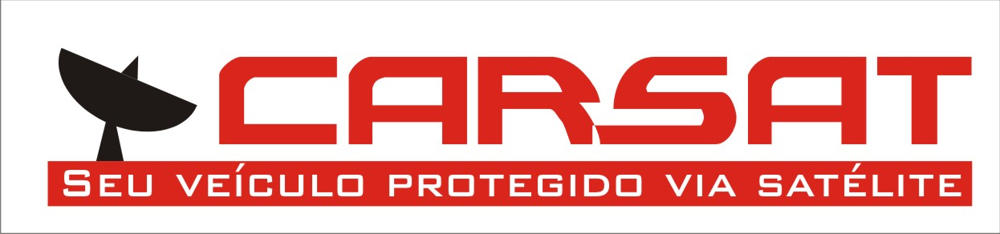 CARSAT
SEU VEÍCULO PROTEGIDO VIA SATÉLITE